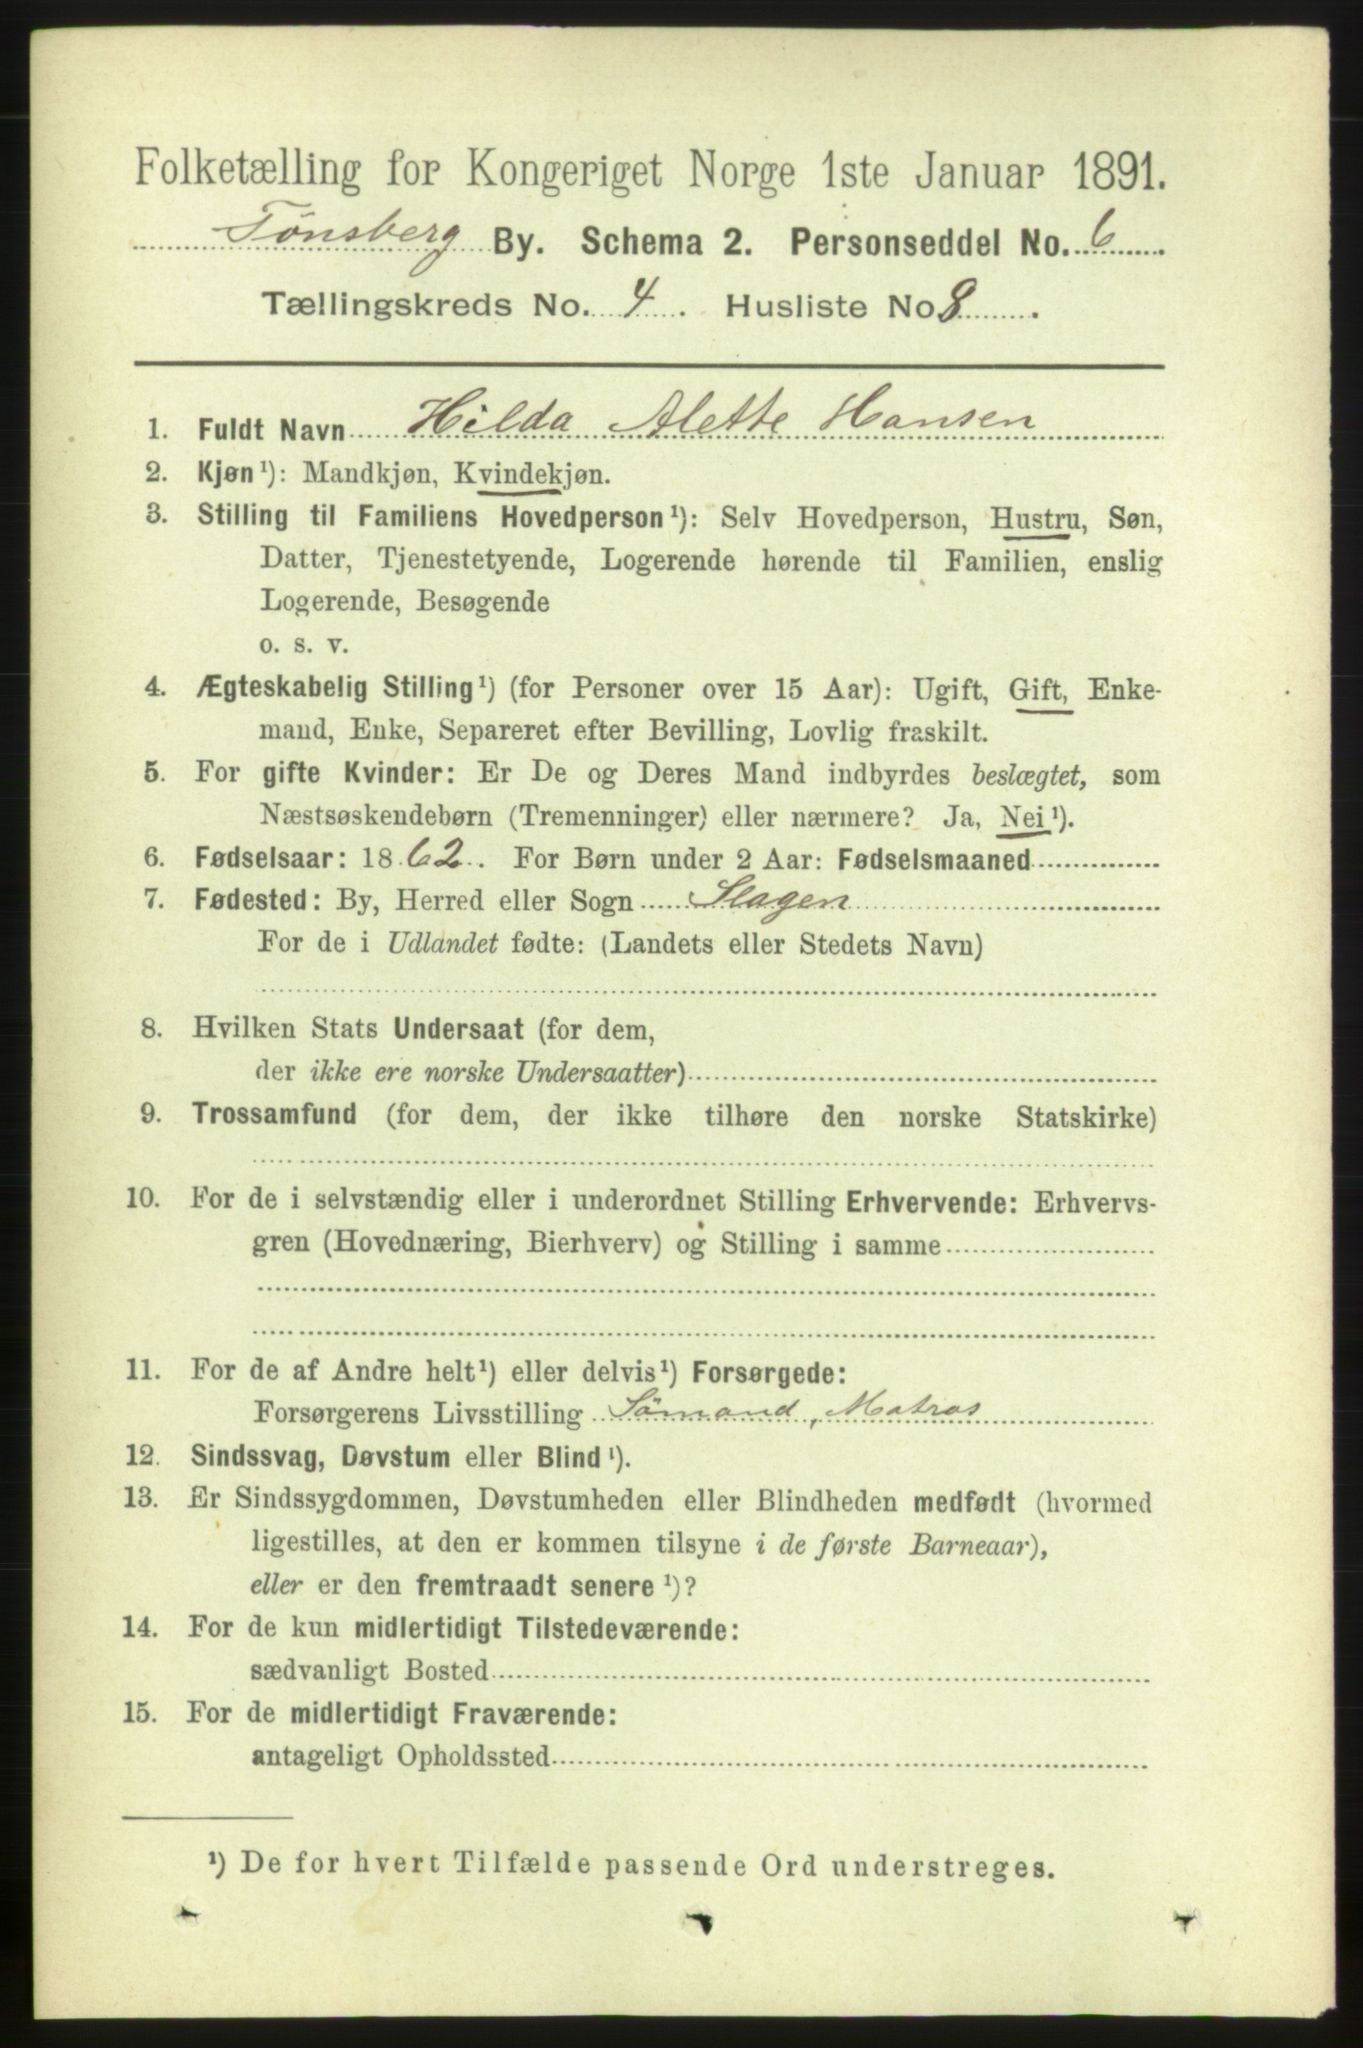 Folketælling for Kongeriget Norge 1ste Januar 1891.
Tønsberg By. Schema 2. Personseddel No. 6.
Tællingskreds No. 4. Husliste No 8.
1. Fuldt Navn Hilda Alette Hansen
2. Kjøn¹): Mandkjøn, Kvindekjøn.
3. Stilling til Familiens Hovedperson¹): Selv Hovedperson, Hustru, Søn,
Datter, Tjenestetyende, Logerende hørende til Familien, enslig
Logerende, Besøgende
o. s. v.
4. Ægteskabelig Stilling¹) (for Personer over 15 Aar): Ugift, Gift, Enke-
mand, Enke, Separeret efter Bevilling, Lovlig fraskilt.
5. For gifte Kvinder: Er De og Deres Mand indbyrdes beslægtet, som
Næstsøskendebørn (Tremenninger) eller nærmere? Ja, Nei¹).
6. Fødselsaar: 1862. For Børn under 2 Aar: Fødselsmaaned
7. Fødested: By, Herred eller Sogn Slagen
For de i Udlandet fødte: (Landets eller Stedets Navn)
8. Hvilken Stats Undersaat (for dem,
der ikke ere norske Undersaatter)
9. Trossamfund (for dem, der ikke tilhøre den norske Statskirke)
10. For de i selvstændig eller i underordnet Stilling Erhvervende: Erhvervs-
gren (Hovednæring, Bierhverv) og Stilling i samme
11. For de af Andre helt¹) eller delvis¹) Forsørgede:
Forsørgerens Livsstilling Sömand, Matros
12. Sindssvag, Døvstum eller Blind¹).
13. Er Sindssygdommen, Døvstumheden eller Blindheden medfødt (hvormed
ligestilles, at den er kommen tilsyne i de første Barneaar),
eller er den fremtraadt senere¹)?
14. For de kun midlertidigt Tilstedeværende:
sædvanligt Bosted
15. For de midlertidigt Fraværende:
antageligt Opholdssted
¹) De for hvert Tilfælde passende Ord understreges.